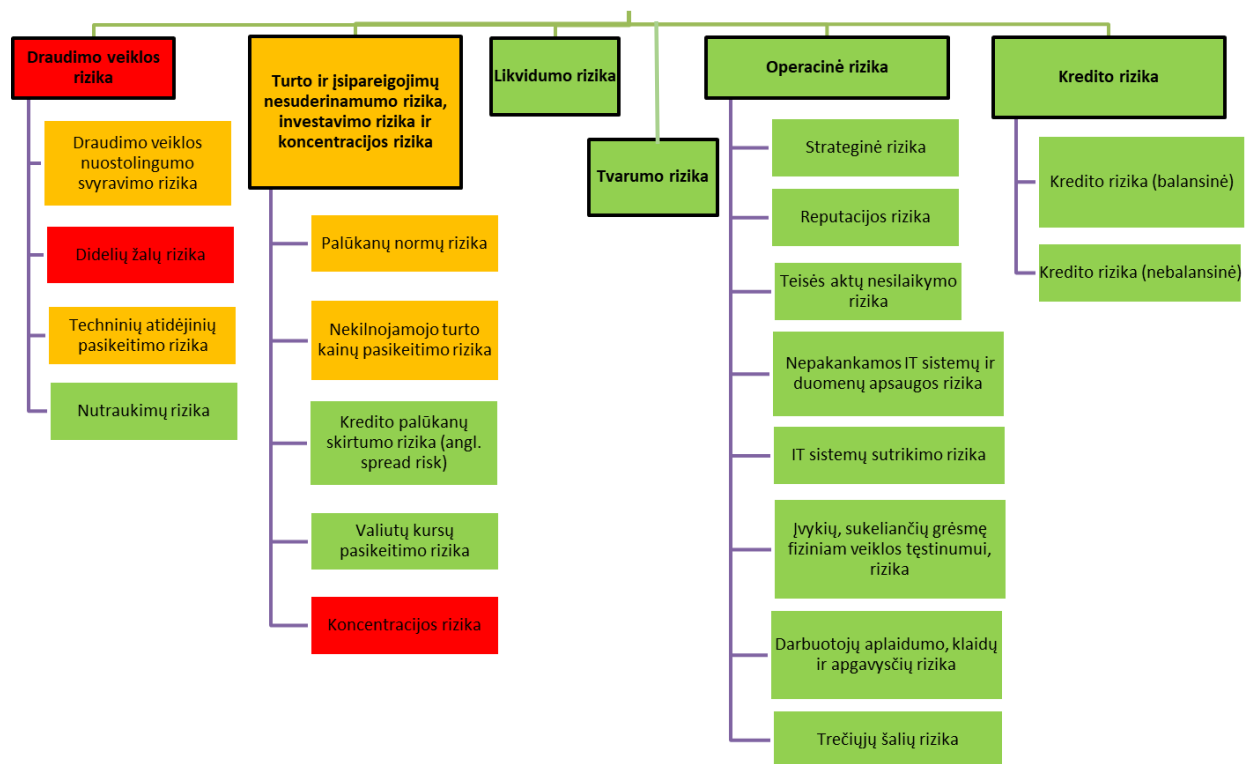 Draudimo veiklos
rizika
Draudimo veiklos
nuostolingumo
svyravimo rizika
Didelių žalų rizika
Techninių atidėjinių
pasikeitimo rizika
Nutraukimų rizika
Turto ir įsipareigojimų
nesuderinamumo rizika,
investavimo rizika ir
koncentracijos rizika
Palūkanų normų rizika
Nekilnojamojo turto
kainų pasikeitimo rizika
Kredito palūkanų
skirtumo rizika (angl.
spread risk)
Valiutų kursų
pasikeitimo rizika
Koncentracijos rizika
Likvidumo rizika
Tvarumo rizika
Operacinė rizika
Strateginė rizika
Reputacijos rizika
Teisės aktų nesilaikymo
rizika
Nepakankamos IT sistemų ir
duomenų apsaugos rizika
IT sistemų sutrikimo rizika
Įvykių, sukeliančių grėsmę
fiziniam veiklos tęstinumui,
rizika
Darbuotojų aplaidumo, klaidų
ir apgavysčių rizika
Trečiųjų šalių rizika
Kredito rizika
Kredito rizika (balansinė)
Kredito rizika (nebalansinė)